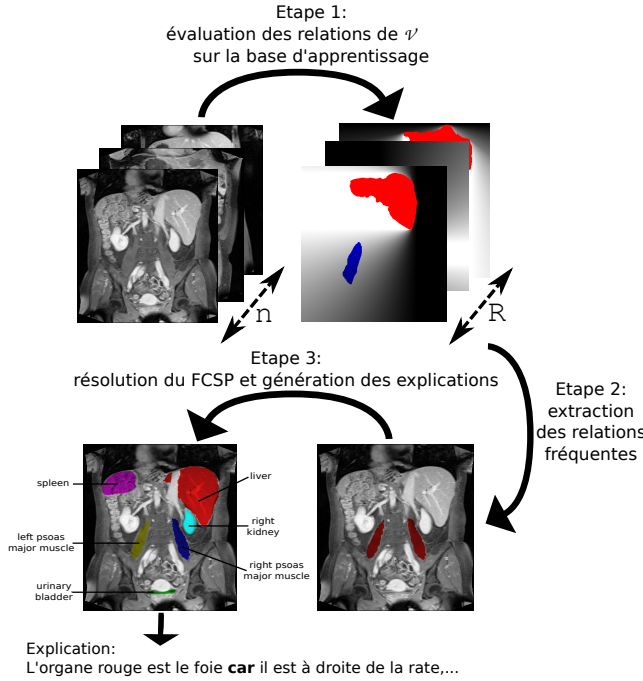 Etape 1:
évaluation des relations de 𝒱
sur la base d'apprentissage
n
R
Etape 3:
résolution du FCSP et génération des explications
Etape 2:
extraction
des relations
fréquentes
spleen
liver
right
kidney
left psoas
major muscle
right psoas
major muscle
urinary
bladder
Explication:
L'organe rouge est le foie car il est à droite de la rate,...